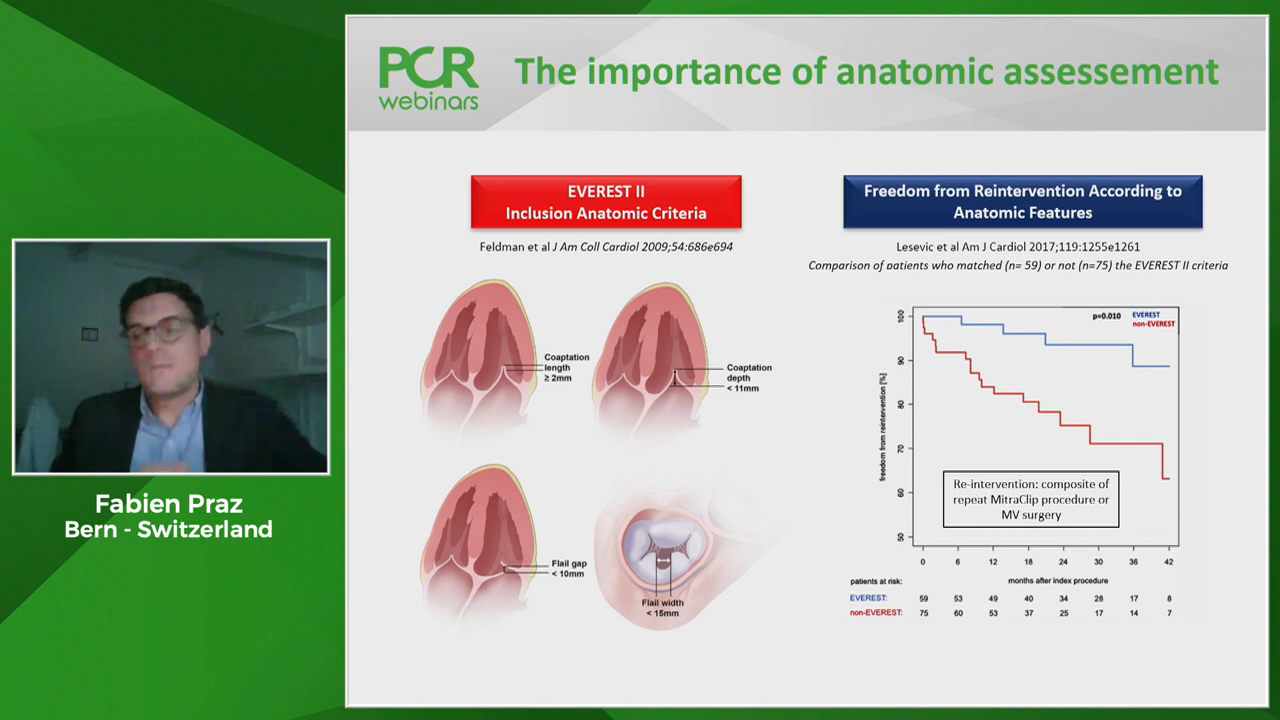 PCR
webinars
The importance of anatomic assessement
EVEREST II
Inclusion Anatomic Criteria
Feldman et al J Am Coll Cardiol 2009;54:686e694
Coaptation
length
≥ 2mm
Coaptation
depth
< 11mm
Flail gap
< 10mm
Flail width
< 15mm
Freedom from Reintervention According to
Anatomic Features
Lesevic et al Am J Cardiol 2017;119:1255e1261
Comparison of patients who matched (n= 59) or not (n=75) the EVEREST II criteria
p=0.010
EVEREST
non-EVEREST
freedom from reintervention [%]
100
90
80
70
60
50
Re-intervention: composite of
repeat MitraClip procedure or
MV surgery
0 6 12 18 24 30 36 42
patients at risk: months after index procedure
EVEREST: 59 53 49 40 34 28 17 8
non-EVEREST: 75 60 53 37 25 17 14 7
Fabien Praz
Bern - Switzerland